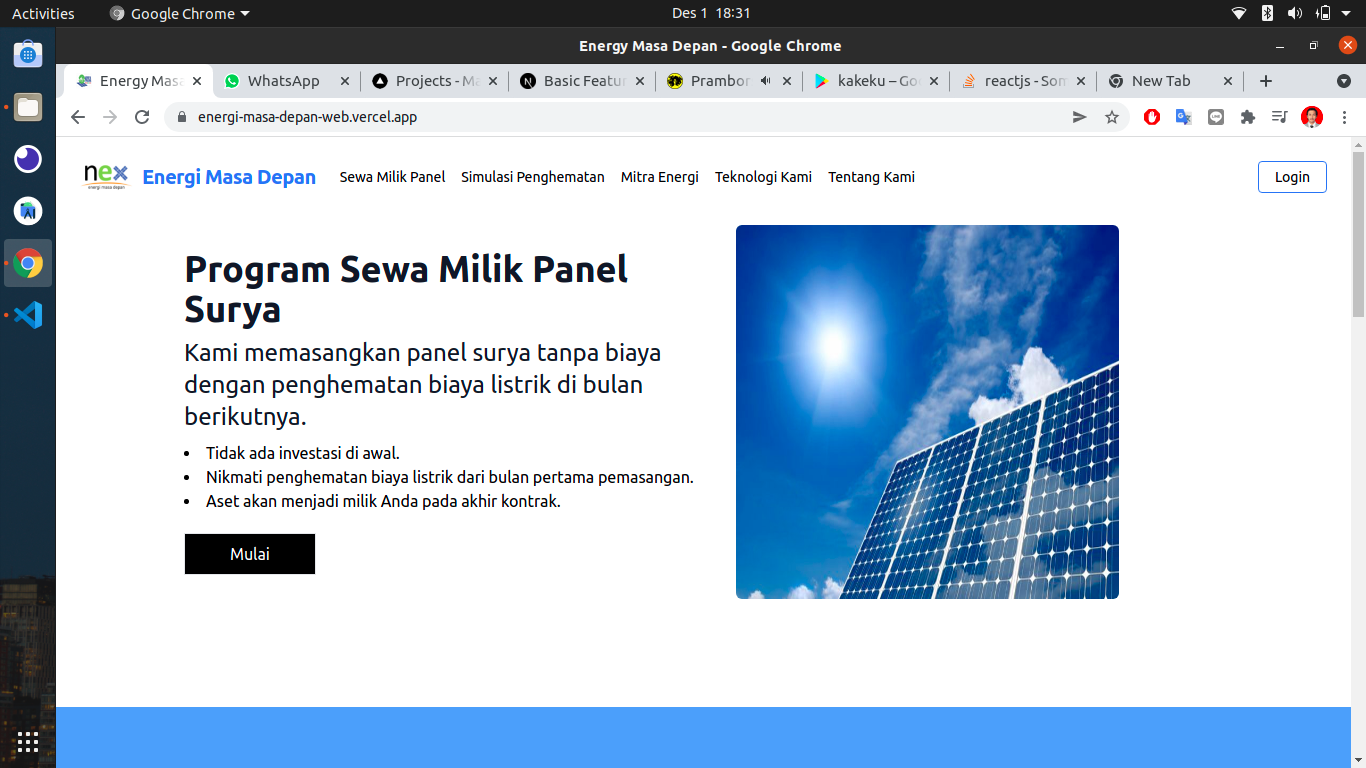 Activities
Google Chrome
Des 1 18:31
Energy Masa Depan - Google Chrome
Energy Masa
WhatsApp
Projects - Ma
Basic Featur
Prambor
kakeku – Goo
reactjs - Som
New Tab
energi-masa-depan-web.vercel.app
nex
energi masa depan
Energi Masa Depan
Sewa Milik Panel
Simulasi Penghematan
Mitra Energi
Teknologi Kami
Tentang Kami
Login
Program Sewa Milik Panel
Surya
Kami memasangkan panel surya tanpa biaya
dengan penghematan biaya listrik di bulan
berikutnya.
Tidak ada investasi di awal.
Nikmati penghematan biaya listrik dari bulan pertama pemasangan.
Aset akan menjadi milik Anda pada akhir kontrak.
Mulai